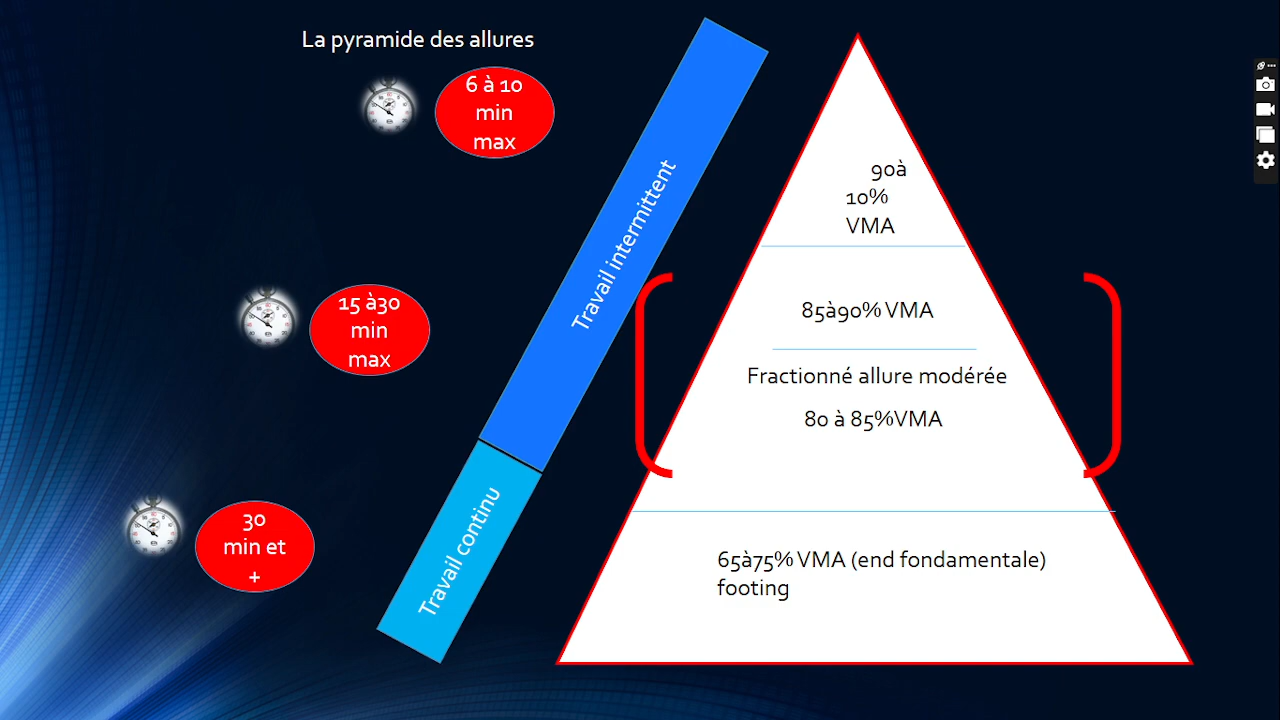 La pyramide des allures
6 à 10
min
max
90à
10%
VMA
Travail intermittent
15 à30
min
max
85à90% VMA
Fractionné allure modérée
80 à 85%VMA
Travail continu
30
min et
+
65à75% VMA (end fondamentale)
footing